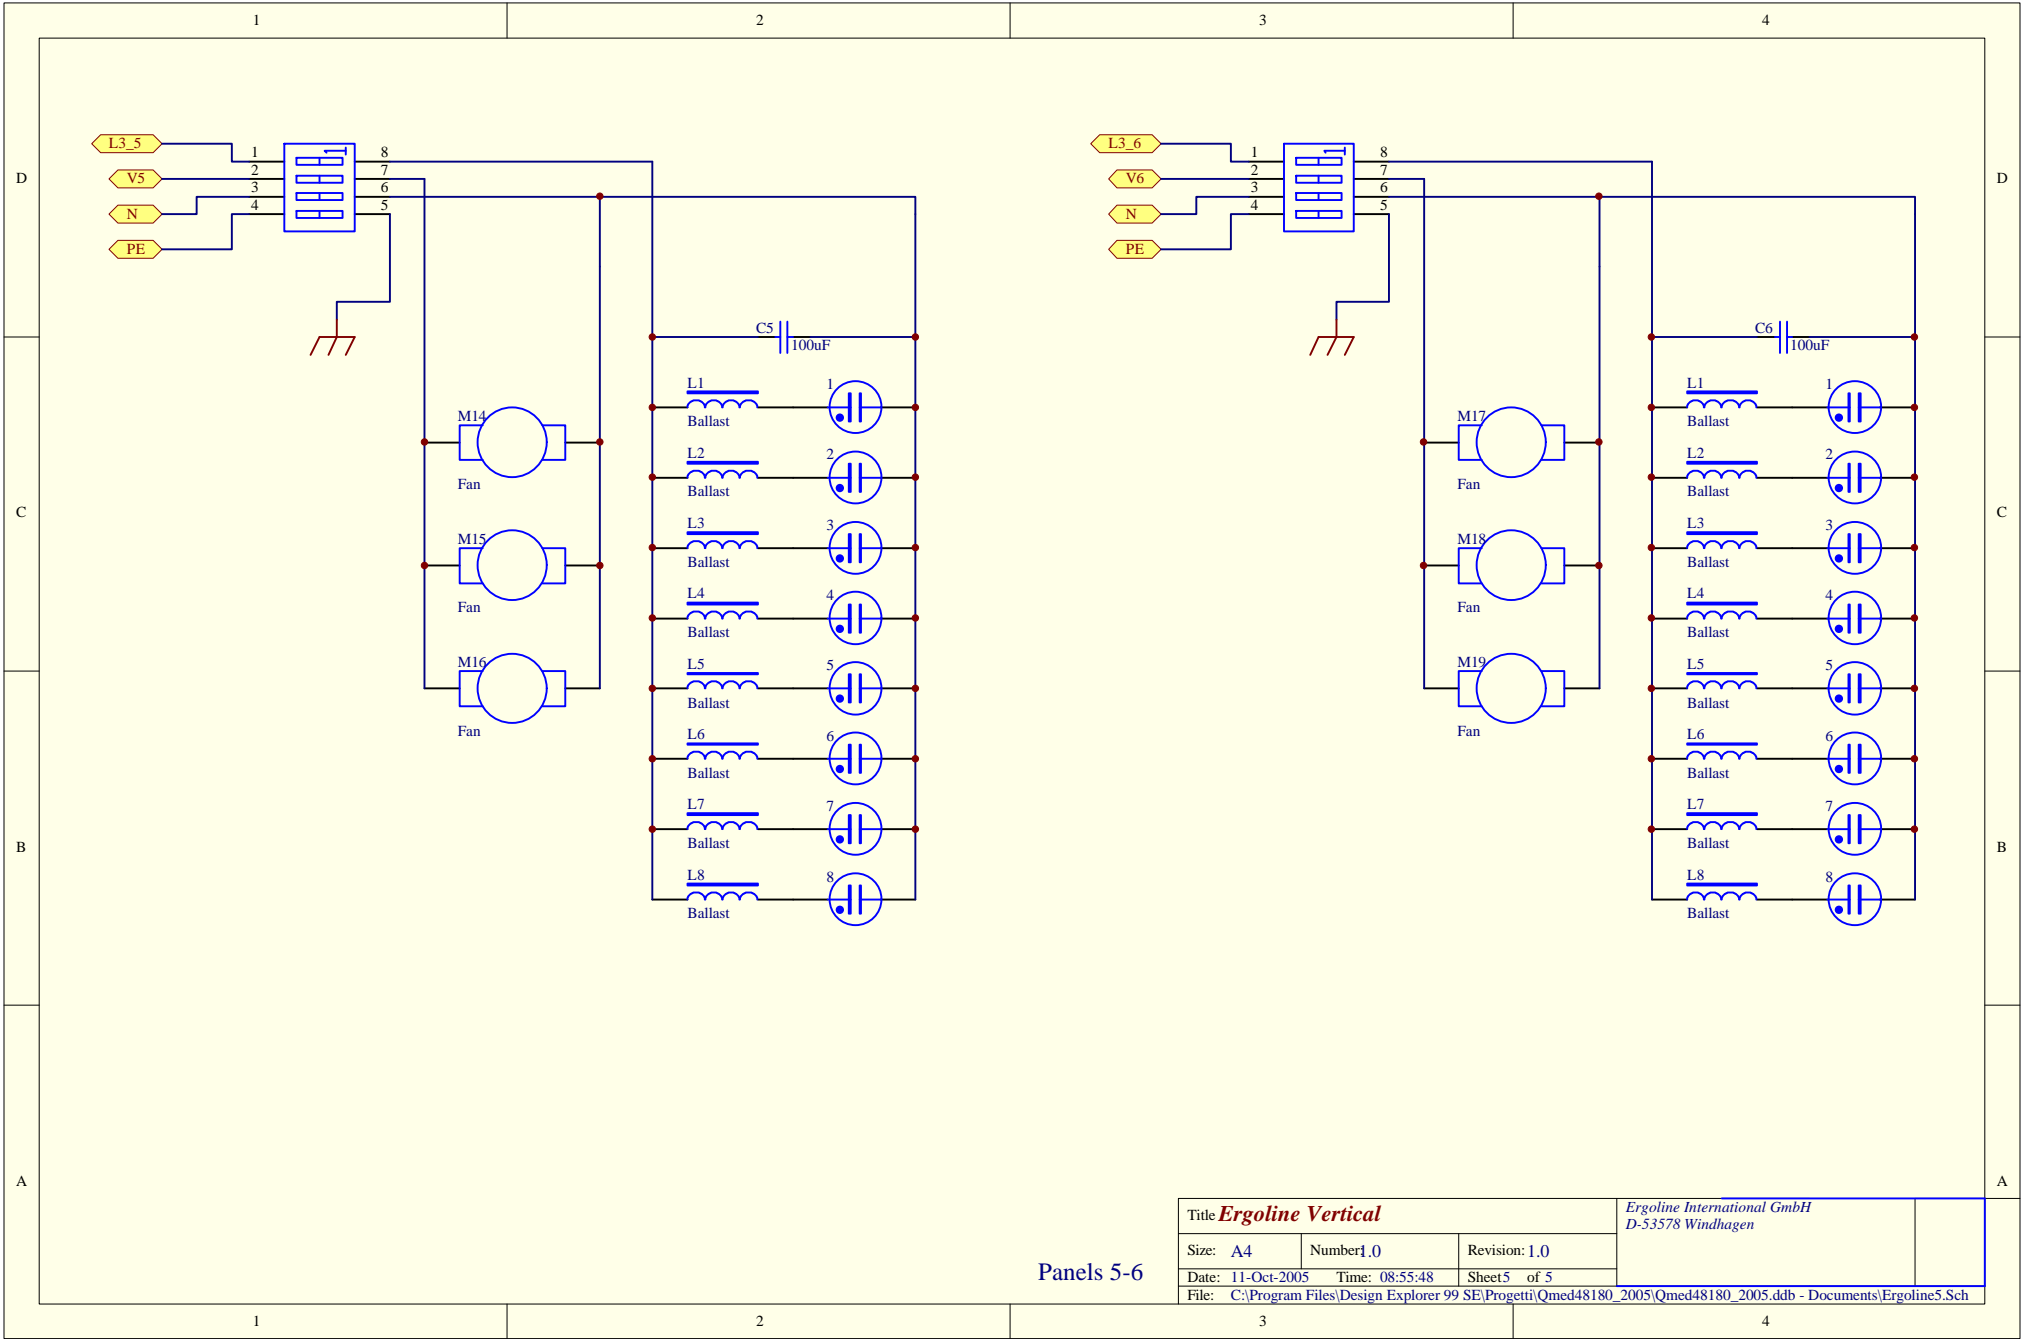 1 2 3 4
D D
C C
B B
A A
1 2 3 4
L3_5
V5
N
PE
1 8
2 7
3 6
4 5
1
C5
100uF
M14
Fan
M15
Fan
M16
Fan
L1 1
Ballast
L2 2
Ballast
L3 3
Ballast
L4 4
Ballast
L5 5
Ballast
L6 6
Ballast
L7 7
Ballast
L8 8
Ballast
L3_6
V6
N
PE
1 8
2 7
3 6
4 5
1
C6
100uF
M17
Fan
M18
Fan
M19
Fan
L1 1
Ballast
L2 2
Ballast
L3 3
Ballast
L4 4
Ballast
L5 5
Ballast
L6 6
Ballast
L7 7
Ballast
L8 8
Ballast
Panels 5-6
Title Ergoline Vertical
Ergoline International GmbH
D-53578 Windhagen
Size: A4 Number:1.0 Revision: 1.0
Date: 11-Oct-2005 Time: 08:55:48 Sheet 5 of 5
File: C:\Program Files\Design Explorer 99 SE\Progetti\Qmed48180_2005\Qmed48180_2005.ddb - Documents\Ergoline5.Sch